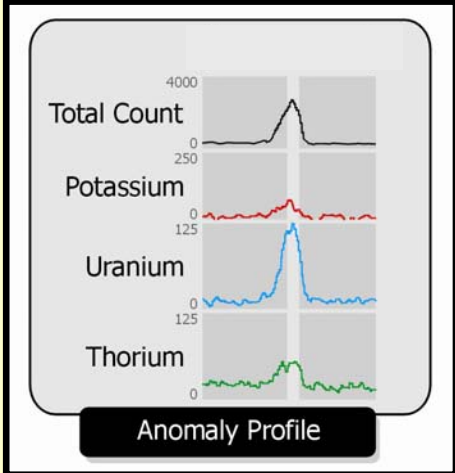 4000
Total Count
0
250
Potassium
0
125
Uranium
0
125
Thorium
0
Anomaly Profile